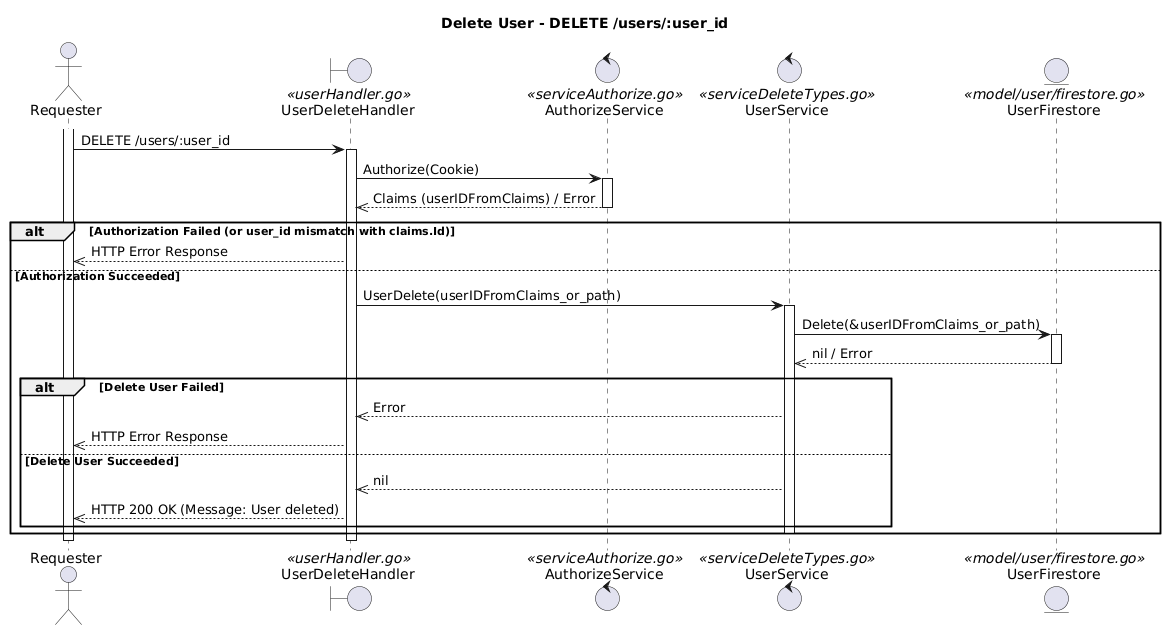 Delete User - DELETE /users/:user_id
Requester
«userHandler.go»
UserDeleteHandler
«serviceAuthorize.go»
AuthorizeService
«serviceDeleteTypes.go»
UserService
«model/user/firestore.go»
UserFirestore
DELETE /users/:user_id
Authorize(Cookie)
Claims (userIDFromClaims) / Error
alt [Authorization Failed (or user_id mismatch with claims.Id)]
HTTP Error Response
[Authorization Succeeded]
UserDelete(userIDFromClaims_or_path)
Delete(&userIDFromClaims_or_path)
nil / Error
alt [Delete User Failed]
Error
HTTP Error Response
[Delete User Succeeded]
nil
HTTP 200 OK (Message: User deleted)
Requester
«userHandler.go»
UserDeleteHandler
«serviceAuthorize.go»
AuthorizeService
«serviceDeleteTypes.go»
UserService
«model/user/firestore.go»
UserFirestore